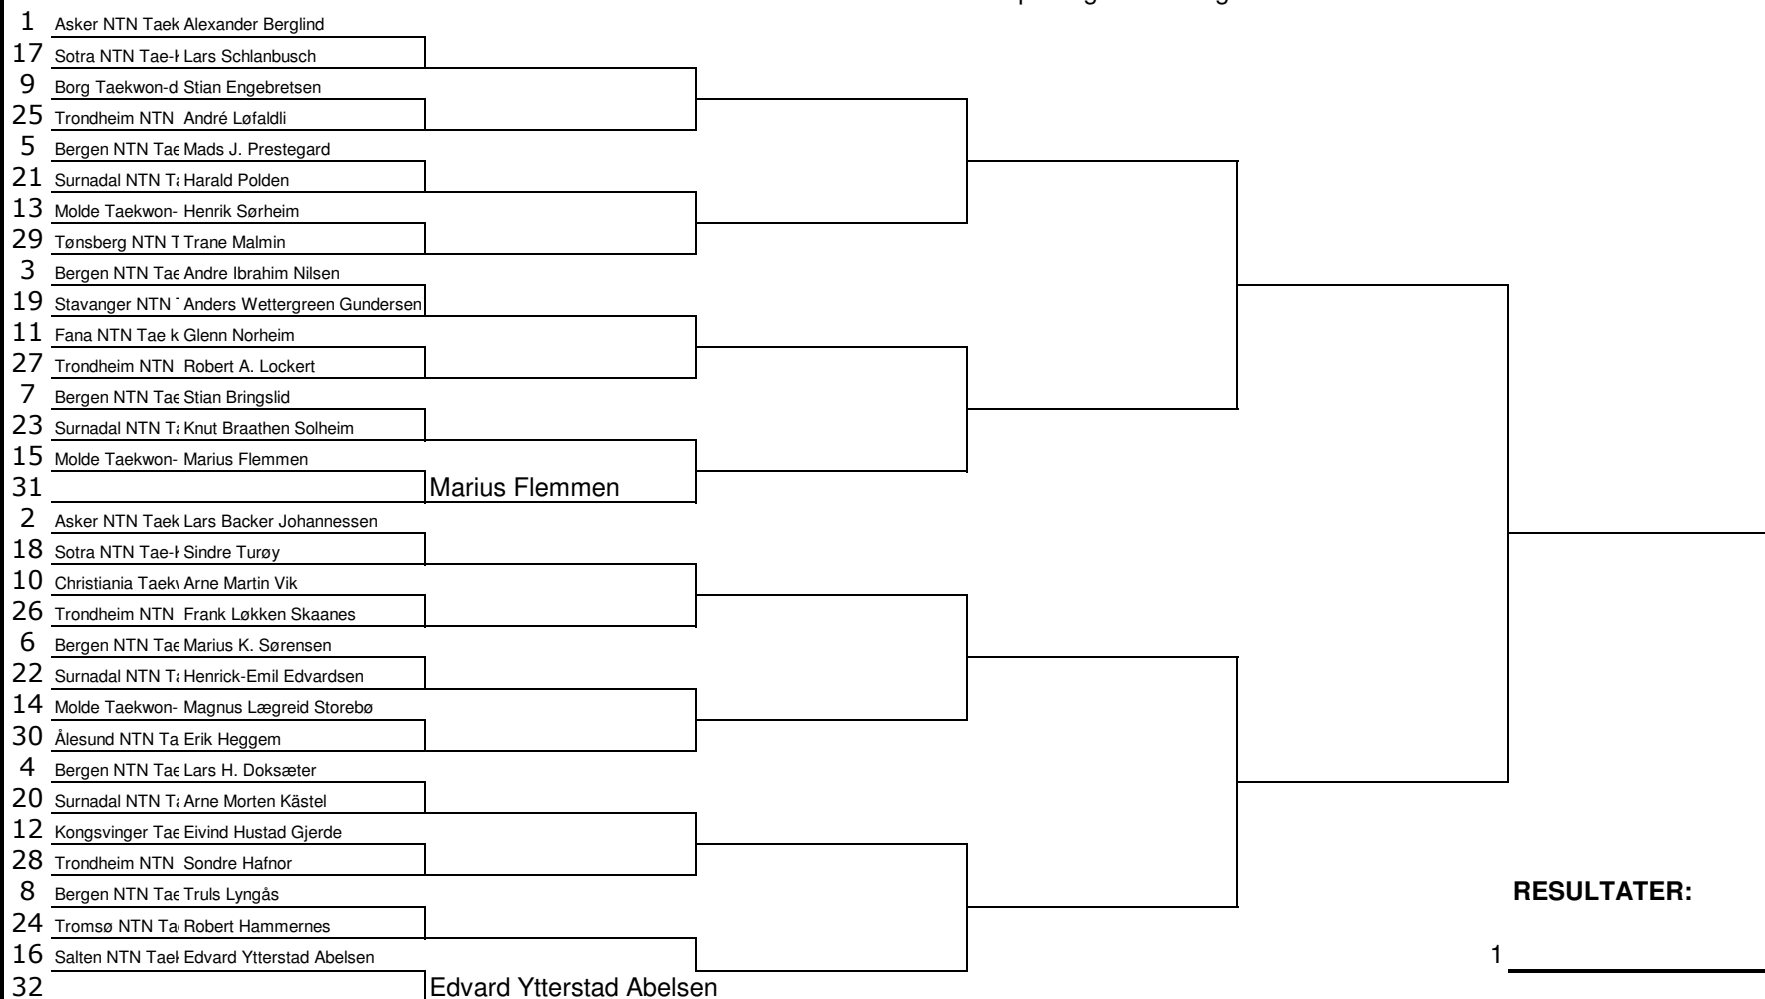 1 Asker NTN Taek Alexander Berglind
17 Sotra NTN Tae- Lars Schlanbusch
9 Borg Taekwon-d Stian Engebretsen
25 Trondheim NTN André Løfaldli
5 Bergen NTN Tae Mads J. Prestegard
21 Surnadal NTN Ta Harald Polden
13 Molde Taekwon- Henrik Sørheim
29 Tønsberg NTN T Trane Malmin
3 Bergen NTN Tae Andre Ibrahim Nilsen
19 Stavanger NTN Anders Wettergreen Gundersen
11 Fana NTN Tae k Glenn Norheim
27 Trondheim NTN Robert A. Lockert
7 Bergen NTN Tae Stian Bringslid
23 Surnadal NTN Ta Knut Braathen Solheim
15 Molde Taekwon- Marius Flemmen
31 Marius Flemmen
2 Asker NTN Taek Lars Backer Johannessen
18 Sotra NTN Tae- Sindre Turøy
10 Christiania Taek Arne Martin Vik
26 Trondheim NTN Frank Løkken Skaanes
6 Bergen NTN Tae Marius K. Sørensen
22 Surnadal NTN Ta Henrick-Emil Edvardsen
14 Molde Taekwon- Magnus Lægreid Storebø
30 Ålesund NTN Ta Erik Heggem
4 Bergen NTN Tae Lars H. Doksæter
20 Surnadal NTN Ta Arne Morten Kästel
12 Kongsvinger Tae Eivind Hustad Gjerde
28 Trondheim NTN Sondre Hafnor
8 Bergen NTN Tae Truls Lyngås
RESULTATER:
24 Tromsø NTN Ta Robert Hammernes
16 Salten NTN Tae Edvard Ytterstad Abelsen
1
32 Edvard Ytterstad Abelsen